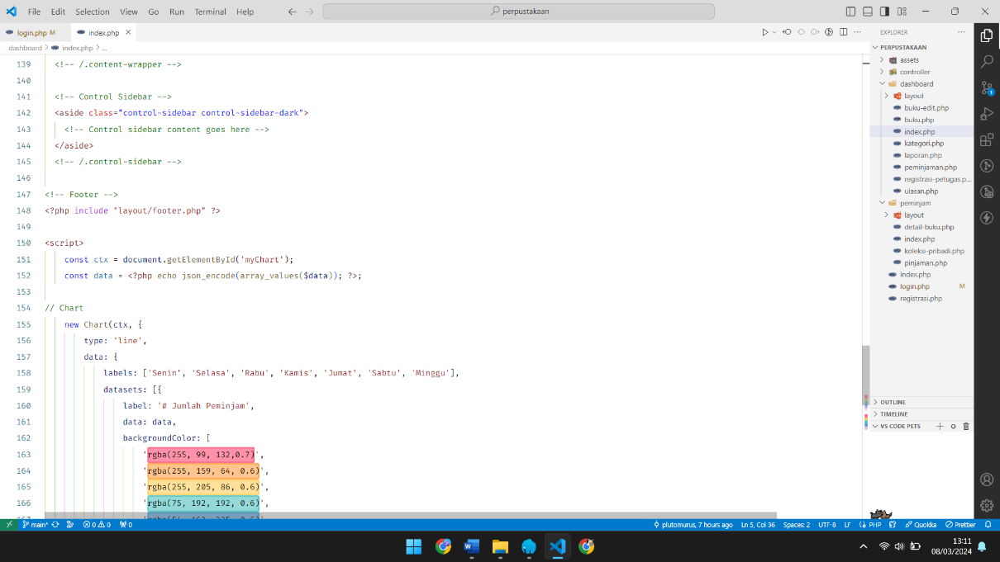 File Edit Selection View Go Run Terminal Help
perpustakaan
login.php M
index.php
dashboard > index.php > ...
139 <!-- /.content-wrapper -->
140
141 <!-- Control Sidebar -->
142 <aside class="control-sidebar control-sidebar-dark">
143 <!-- Control sidebar content goes here -->
144 </aside>
145 <!-- /.control-sidebar -->
146
147 <!-- Footer -->
148 <?php include "layout/footer.php" ?>
149
150 <script>
151 const ctx = document.getElementById('myChart');
152 const data = <?php echo json_encode(array_values($data)); ?>;
153
154 // Chart
155 new Chart(ctx, {
156 type: 'line',
157 data: {
158 labels: ['Senin', 'Selasa', 'Rabu', 'Kamis', 'Jumat', 'Sabtu', 'Minggu'],
159 datasets: [{
160 label: '# Jumlah Peminjam',
161 data: data,
162 backgroundColor: [
163 'rgba(255, 99, 132,0.7)',
164 'rgba(255, 159, 64, 0.6)',
165 'rgba(255, 205, 86, 0.6)',
166 'rgba(75, 192, 192, 0.6)',
EXPLORER
PERPUSTAKAAN
assets
controller
dashboard
layout
buku-edit.php
buku.php
index.php
kategori.php
laporan.php
peminjaman.php
registrasi-petugas.p...
ulasan.php
peminjam
layout
detail-buku.php
index.php
koleksi-pribadi.php
pinjaman.php
index.php
login.php M
registrasi.php
OUTLINE
TIMELINE
VS CODE PETS
1
main* 0 0 0 plutomurus, 7 hours ago Ln 5, Col 36 Spaces: 2 UTF-8 LF PHP Quokka Prettier
13:11
08/03/2024